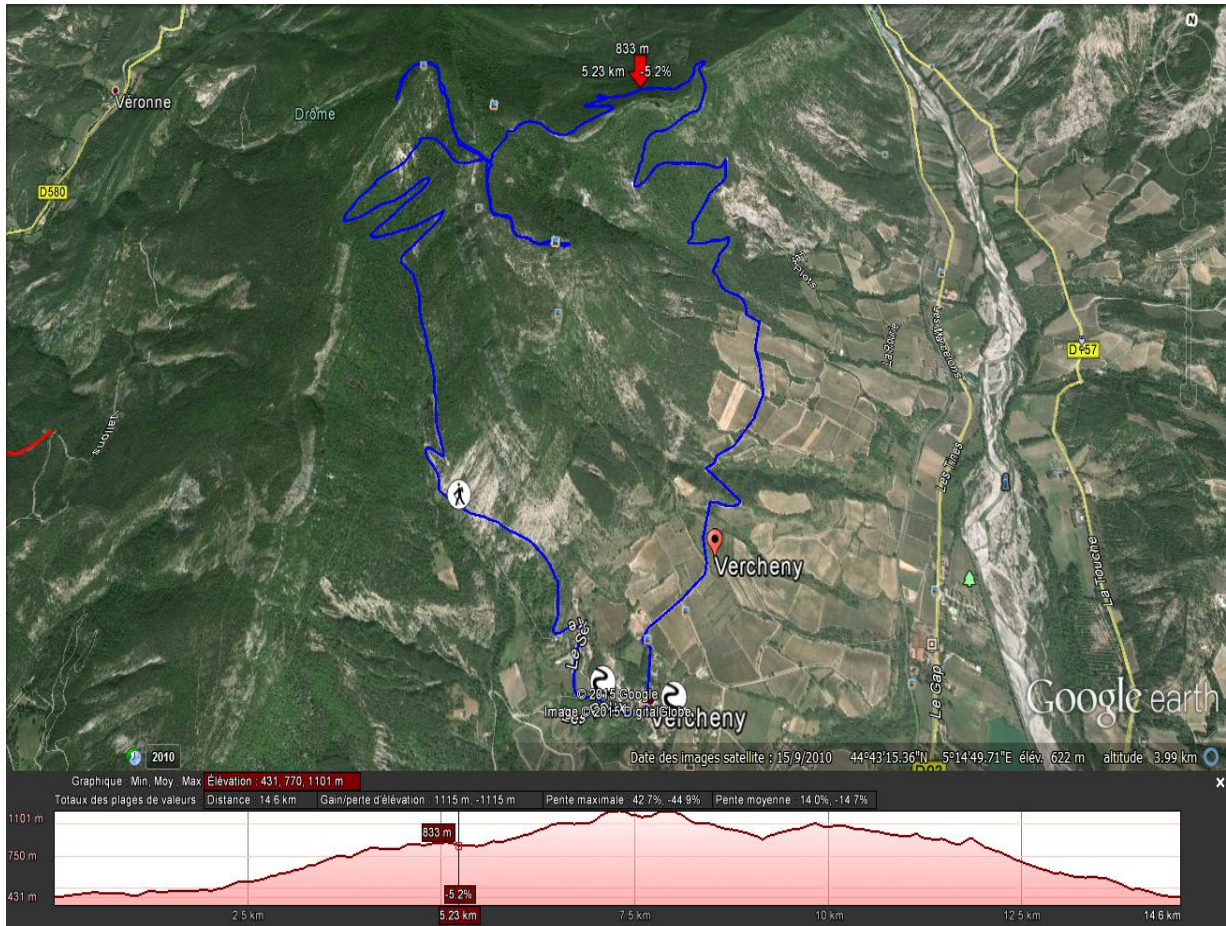 N
833 m
5.23 km -5.2%
Véronne
Drôme
D580
Les Marcelons
D457
Jallons
Les Tines
Vercheny
La Touche
Le Gap
© 2015 Google
Image © 2015 DigitalGlobe
Vercheny
Google earth
2010
Date des images satellite : 15/9/2010 44°43'15.36"N 5°14'49.71"E élév. 622 m altitude 3.99 km
Graphique : Min, Moy., Max Élévation : 431, 770, 1101 m
Totaux des plages de valeurs Distance : 14.6 km Gain/perte d'élévation : 1115 m, -1115 m Pente maximale : 42.7%, -44.9% Pente moyenne : 14.0%, -14.7%
1101 m
833 m
750 m
431 m
-5.2%
2.5 km 5.23 km 7.5 km 10 km 12.5 km 14.6 km